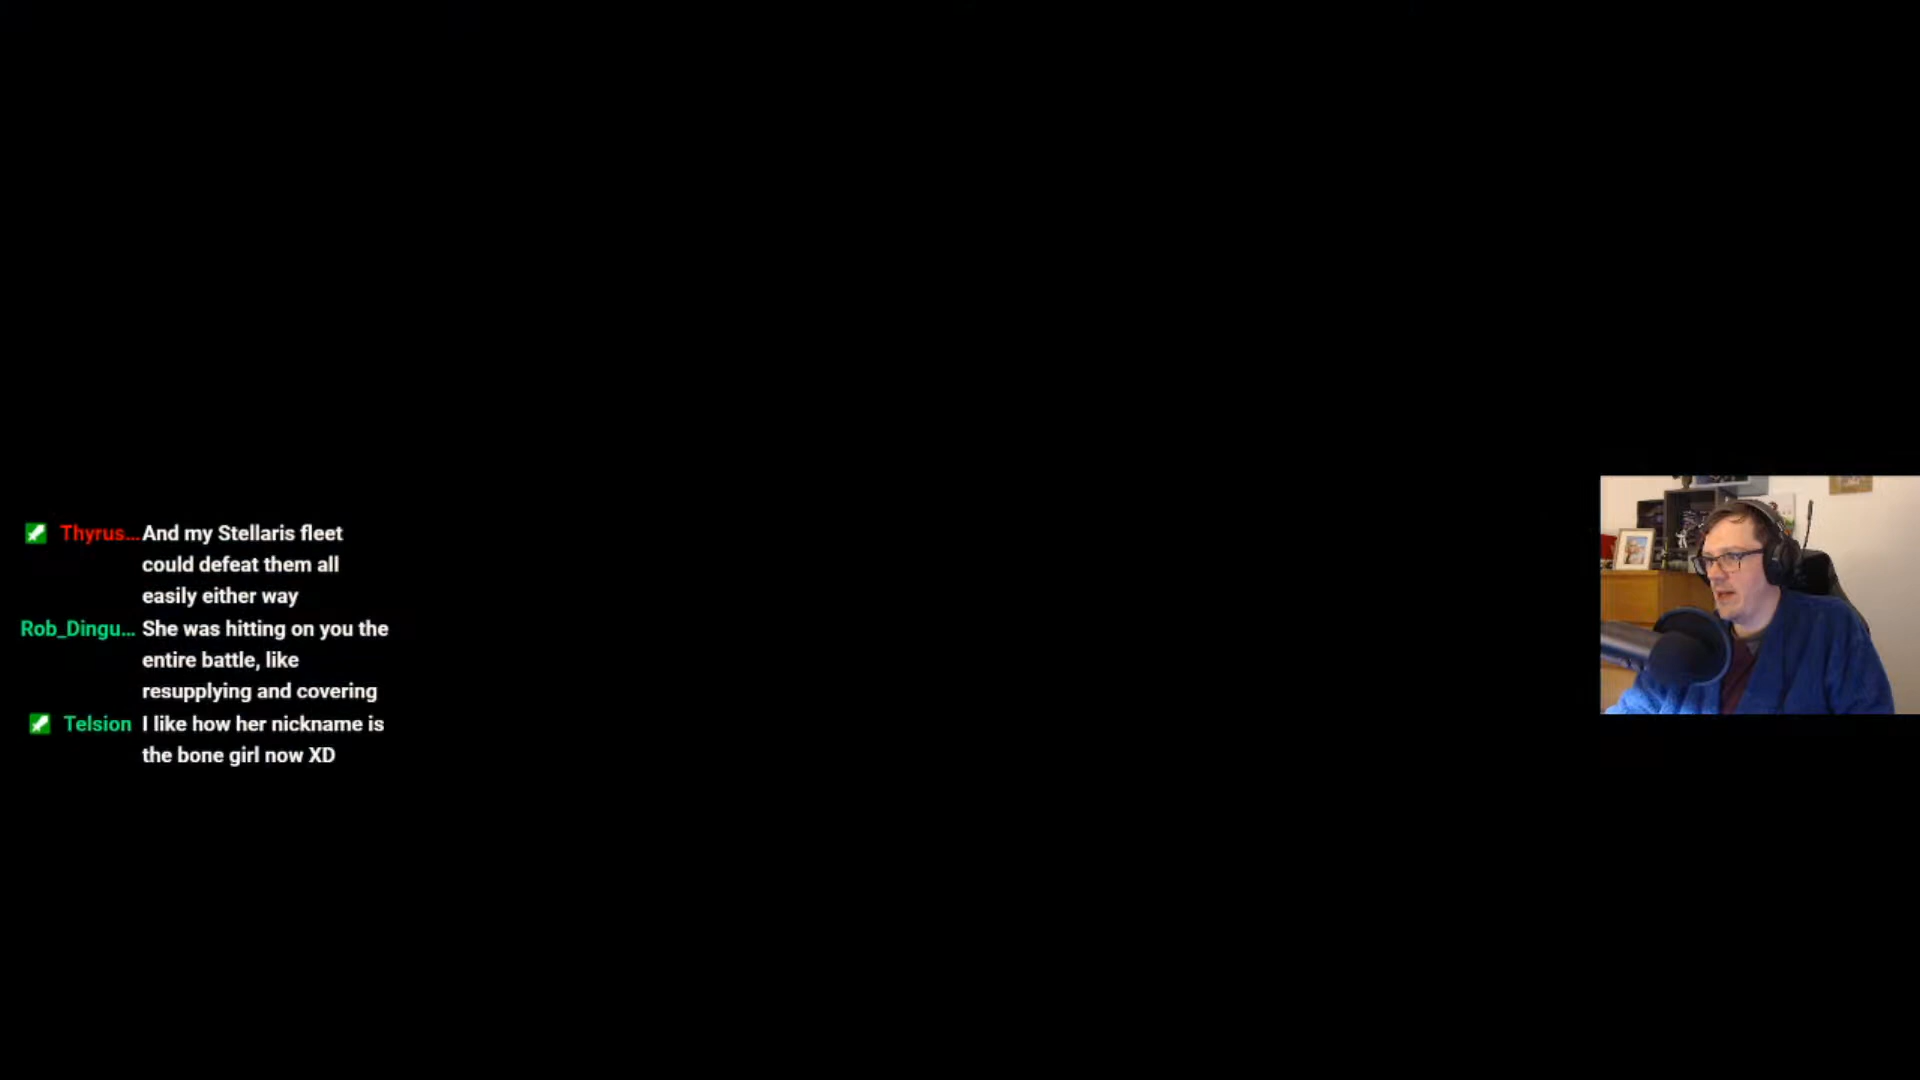 Thyrus... And my Stellaris fleet
could defeat them all
easily either way
Rob_Dingu... She was hitting on you the
entire battle, like
resupplying and covering
Telsion I like how her nickname is
the bone girl now XD